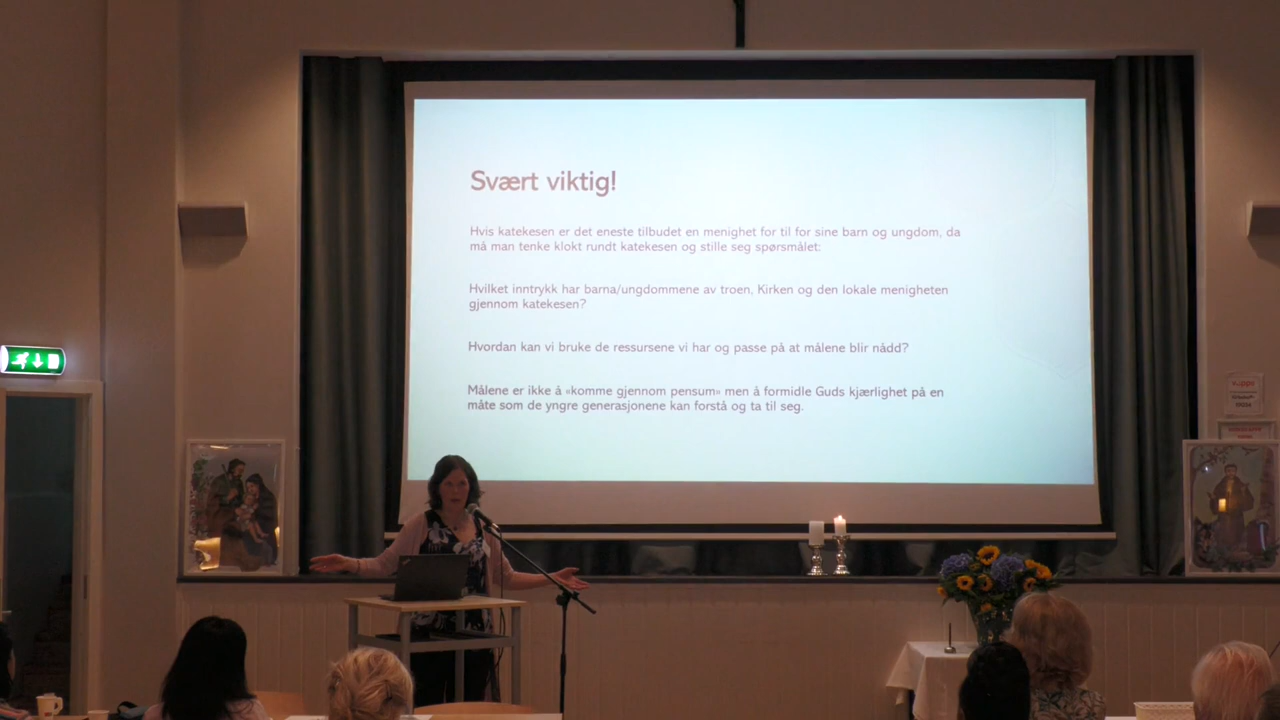 Svært viktig!
Hvis katekesen er det eneste tilbudet en menighet for til for sine barn og ungdom, da
må man tenke klokt rundt katekesen og stille seg spørsmålet:
Hvilket inntrykk har barna/ungdommene av troen, Kirken og den lokale menigheten
gjennom katekesen?
Hvordan kan vi bruke de ressursene vi har og passe på at målene blir nådd?
Målene er ikke å «komme gjennom pensum» men å formidle Guds kjærlighet på en
måte som de yngre generasjonene kan forstå og ta til seg.